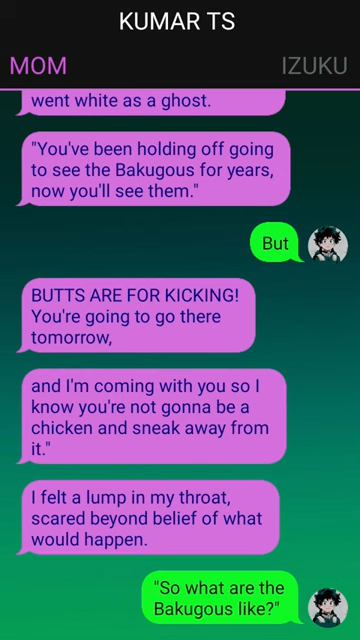 KUMAR TS
MOM
IZUKU
went white as a ghost.
"You've been holding off going
to see the Bakugous for years,
now you'll see them."
But
BUTTS ARE FOR KICKING!
You're going to go there
tomorrow,
and I'm coming with you so I
know you're not gonna be a
chicken and sneak away from
it."
I felt a lump in my throat,
scared beyond belief of what
would happen.
"So what are the
Bakugous like?"